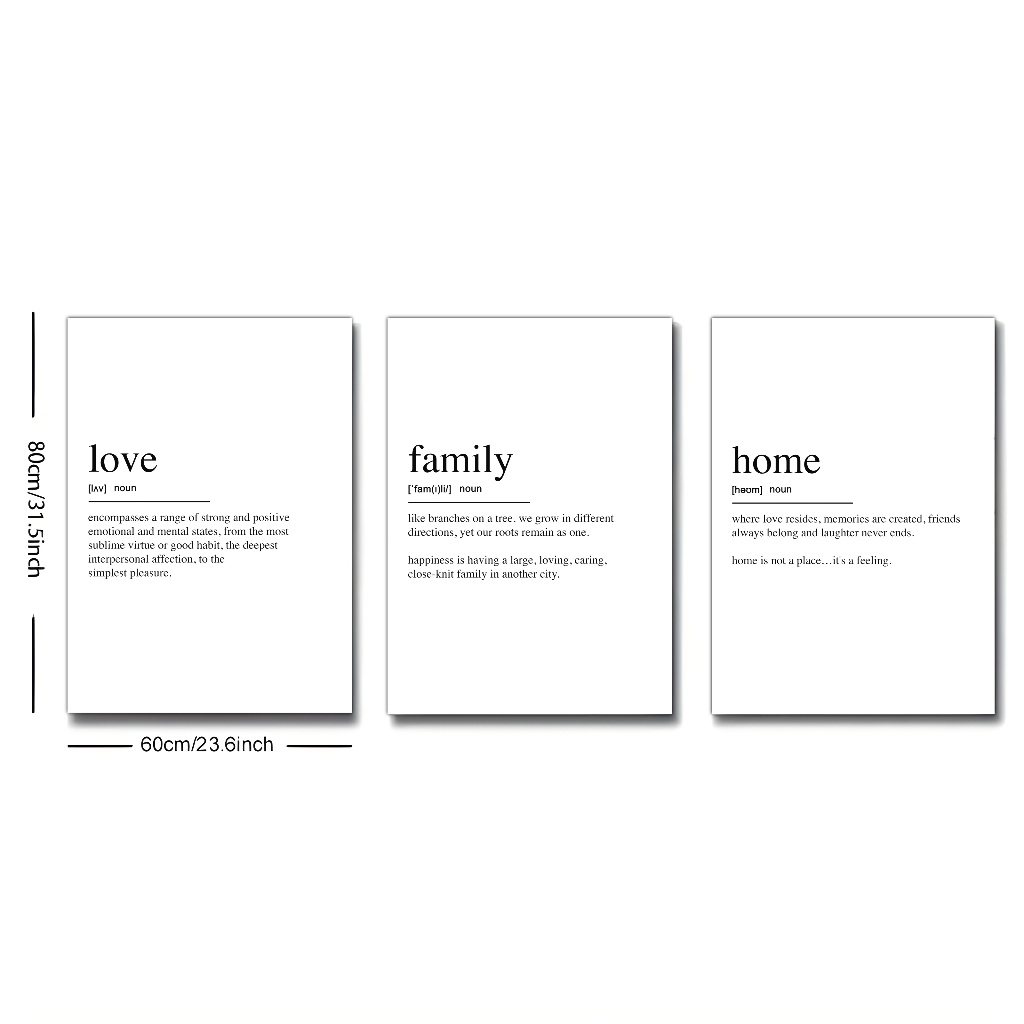 80cm/31.5inch
love
[lʌv] noun
encompasses a range of strong and positive
emotional and mental states, from the most
sublime virtue or good habit, the deepest
interpersonal affection, to the
simplest pleasure.
family
['fam(ɪ)li/] noun
like branches on a tree. we grow in different
directions, yet our roots remain as one.
happiness is having a large, loving, caring,
close-knit family in another city.
home
[həʊm] noun
where love resides, memories are created, friends
always belong and laughter never ends.
home is not a place...it's a feeling.
60cm/23.6inch